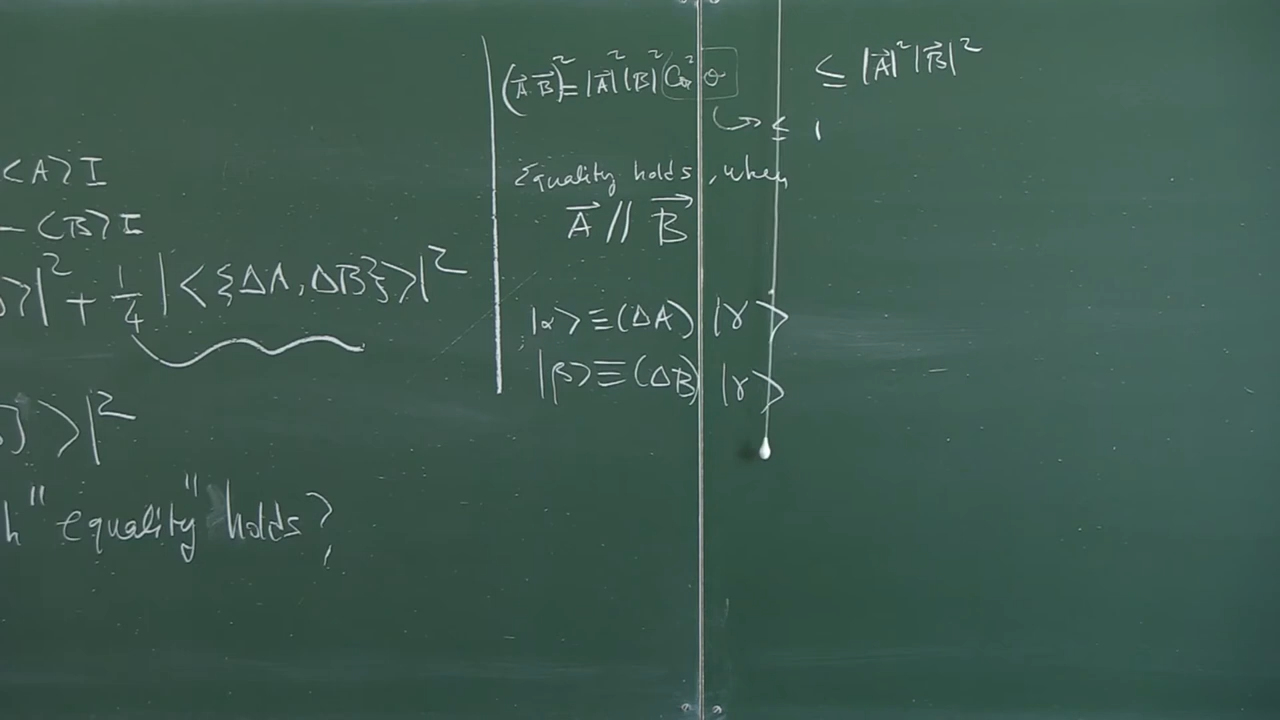 <A>I
- <B>I
>|² + 1/4 |<{ΔA, ΔB}>|²
]>|²
h "equality" holds?
(A⃗·B⃗)² = |A⃗|²|B|² Cos²θ ≤ |A⃗|²|B⃗|²
↪ ≤ 1
Equality holds, when
A⃗ // B⃗
|α> ≡ (ΔA) |γ>
|β> ≡ (ΔB) |γ>